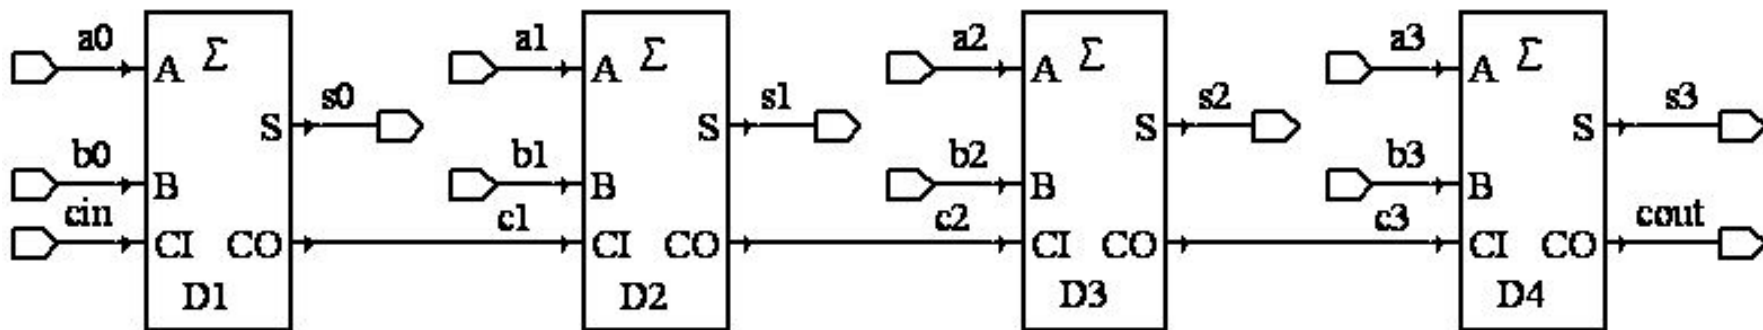 a0 Σ a1 Σ a2 Σ a3 Σ
A A A A
s0 s1 s2 s3
S S S S
b0 b1 b2 b3
B B B B
cin c1 c2 c3 cout
CI CO CI CO CI CO CI CO
D1 D2 D3 D4